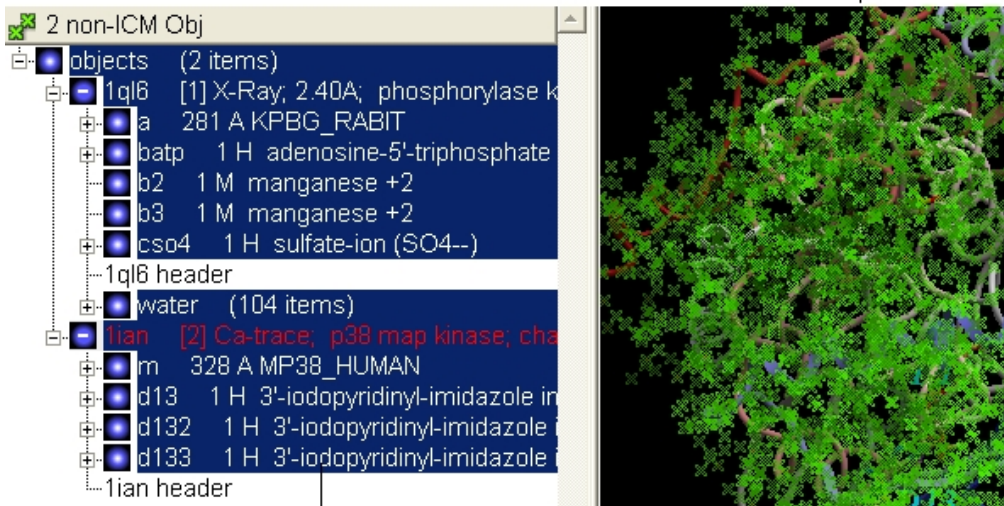 2 non-ICM Obj
objects (2 items)
1ql6 [1] X-Ray; 2.40A; phosphorylase k
a 281 A KPBG_RABIT
batp 1 H adenosine-5'-triphosphate
b2 1 M manganese +2
b3 1 M manganese +2
cso4 1 H sulfate-ion (SO4--)
1ql6 header
water (104 items)
1ian [2] Ca-trace; p38 map kinase; cha
m 328 A MP38_HUMAN
d13 1 H 3'-iodopyridinyl-imidazole in
d132 1 H 3'-iodopyridinyl-imidazole i
d133 1 H 3'-iodopyridinyl-imidazole i
1ian header